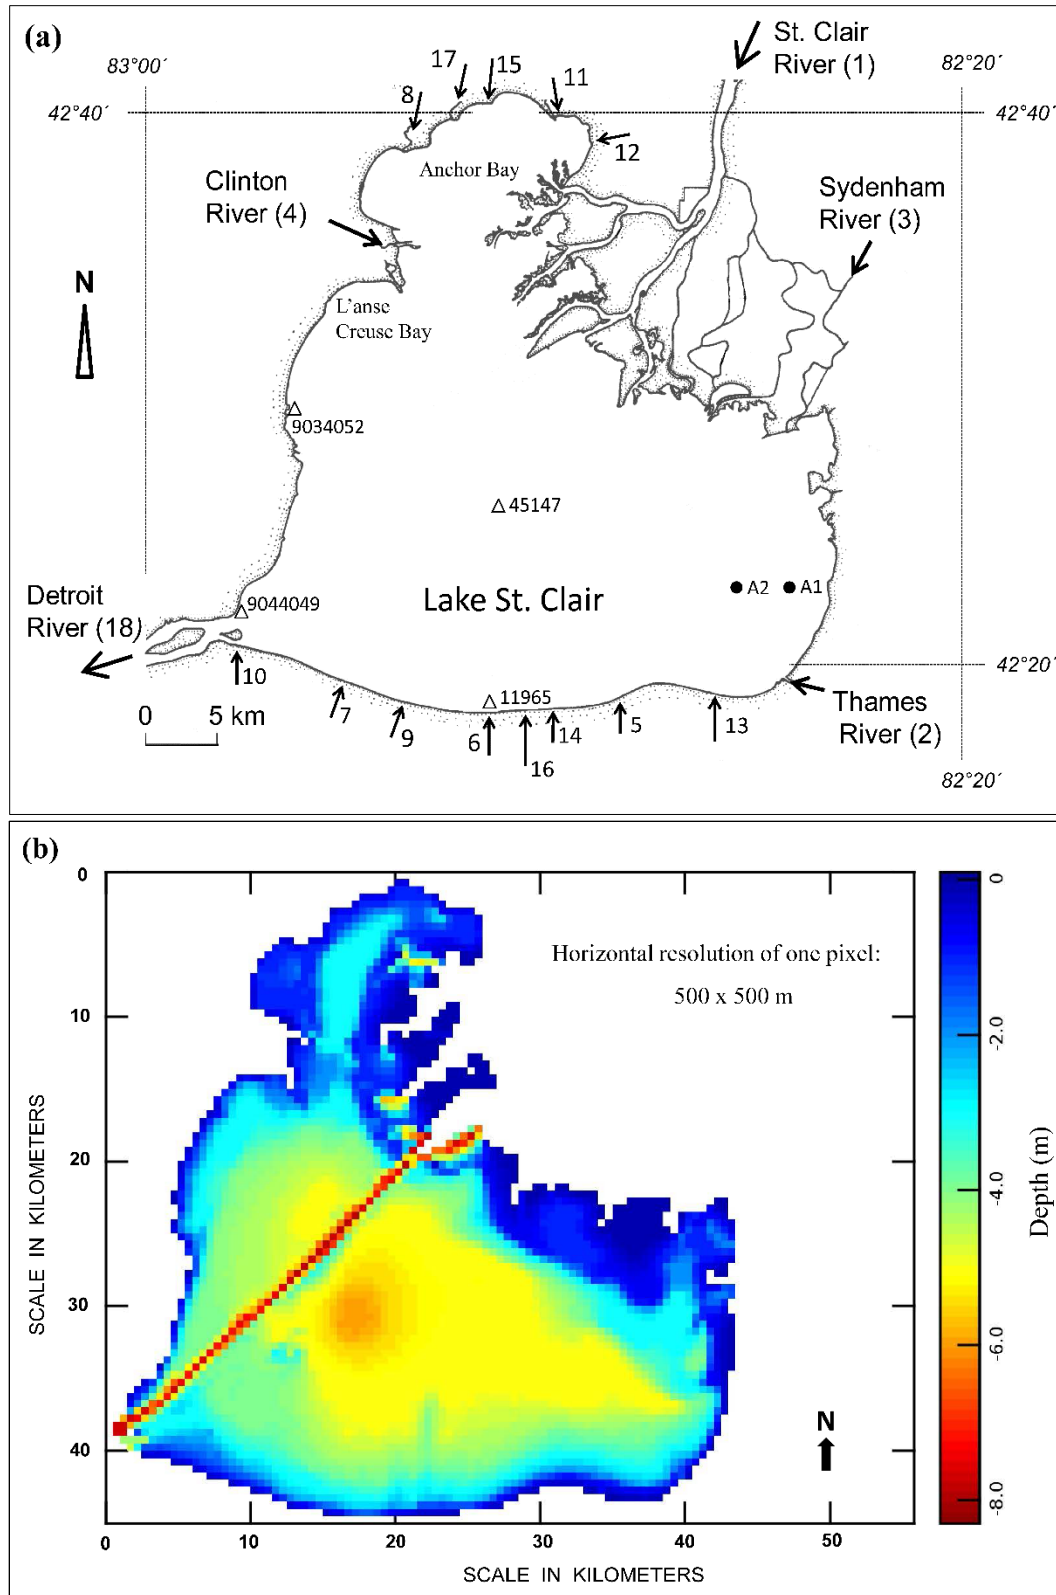 (a)
83°00´
St. Clair
River (1)
82°20´
42°40´
42°40´
17
15
11
8
12
Anchor Bay
Clinton
River (4)
Sydenham
River (3)
N
L'anse
Creuse Bay
9034052
45147
A2
A1
Detroit
River (18)
9044049
Lake St. Clair
42°20´
10
11965
Thames
River (2)
0 5 km
7
9
6
16
14
5
13
82°20´
(b)
0
10
20
30
40
SCALE IN KILOMETERS
Horizontal resolution of one pixel:
500 x 500 m
N
0
10
20
30
40
50
SCALE IN KILOMETERS
0
-2.0
-4.0
-6.0
-8.0
Depth (m)